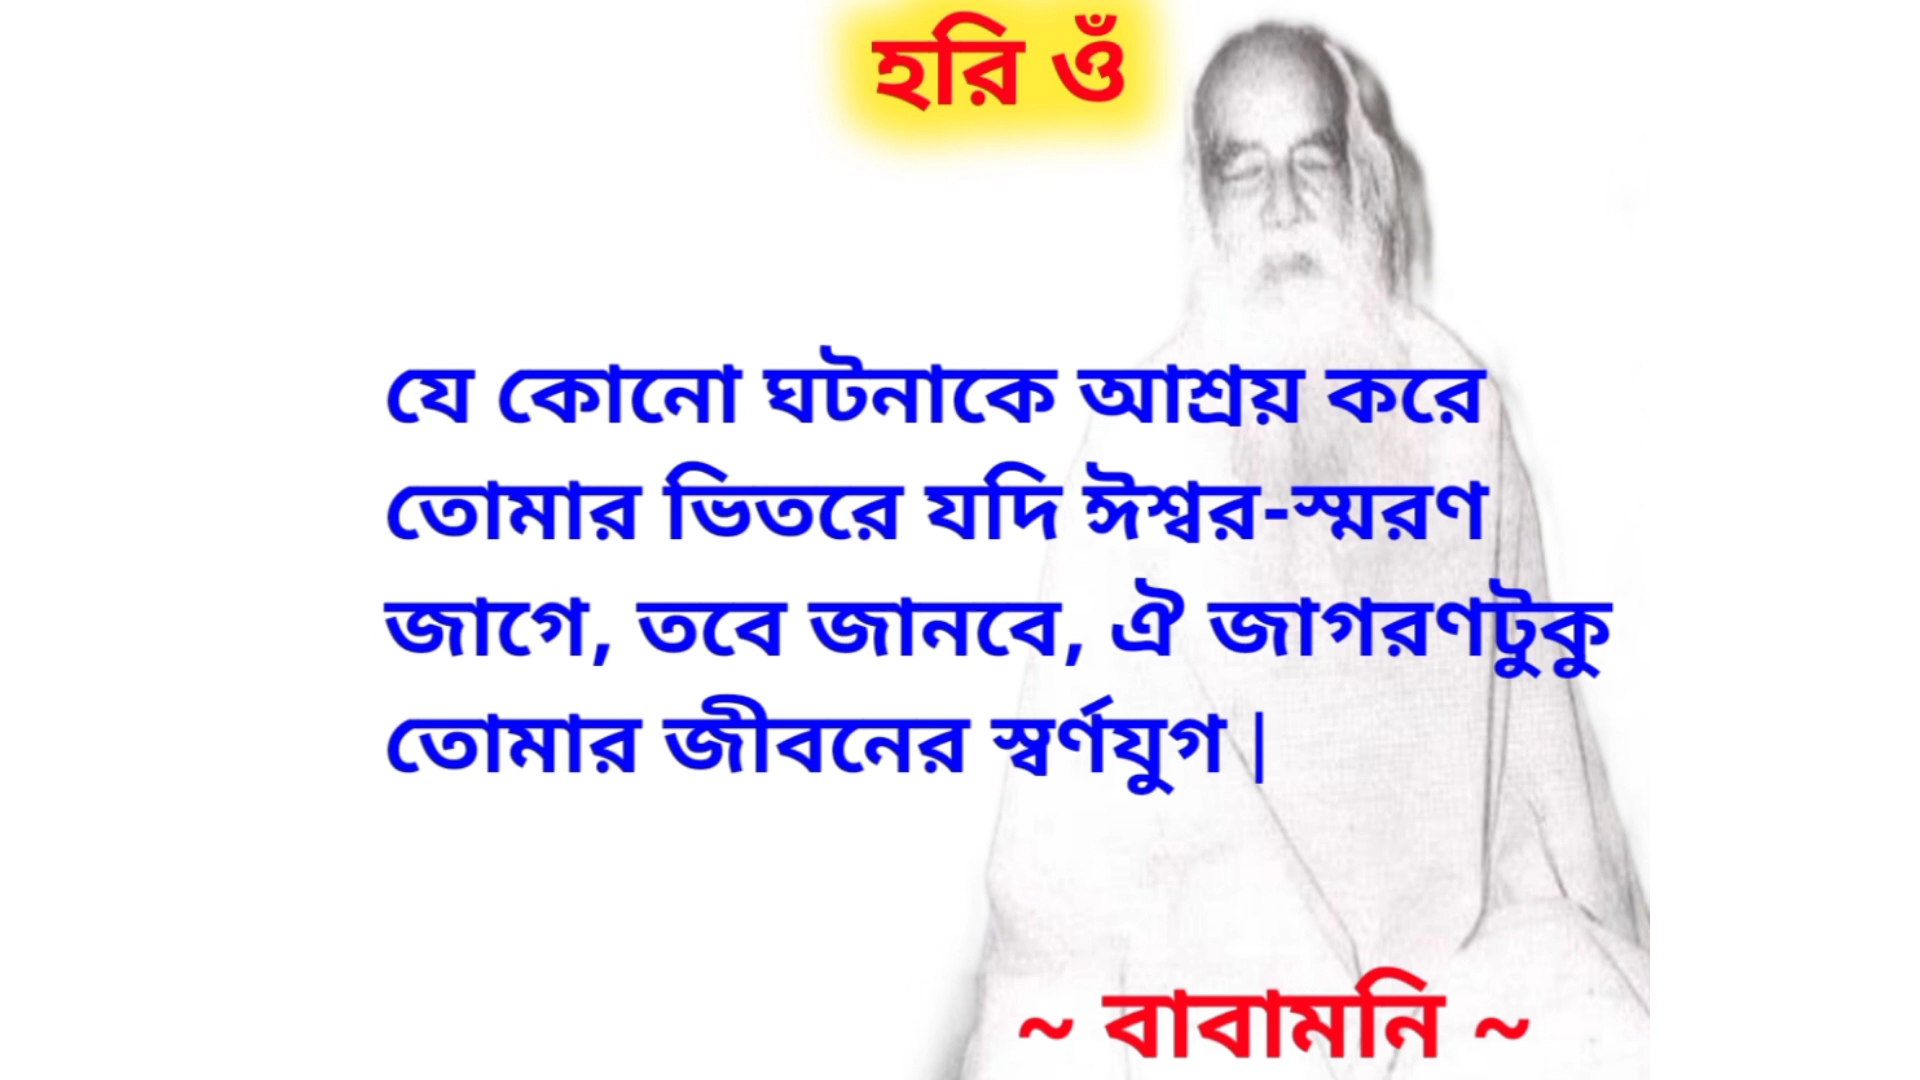 হরি ওঁ
যে কোনো ঘটনাকে আশ্রয় করে
তোমার ভিতরে যদি ঈশ্বর-স্মরণ
জাগে, তবে জানবে, ঐ জাগরণটুকু
তোমার জীবনের স্বর্ণযুগ|
~ বাবামনি ~